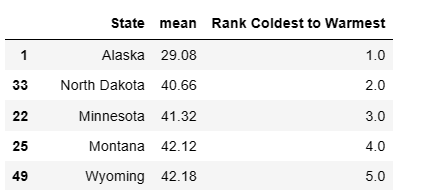 State mean Rank Coldest to Warmest
1 Alaska 29.08 1.0
33 North Dakota 40.66 2.0
22 Minnesota 41.32 3.0
25 Montana 42.12 4.0
49 Wyoming 42.18 5.0